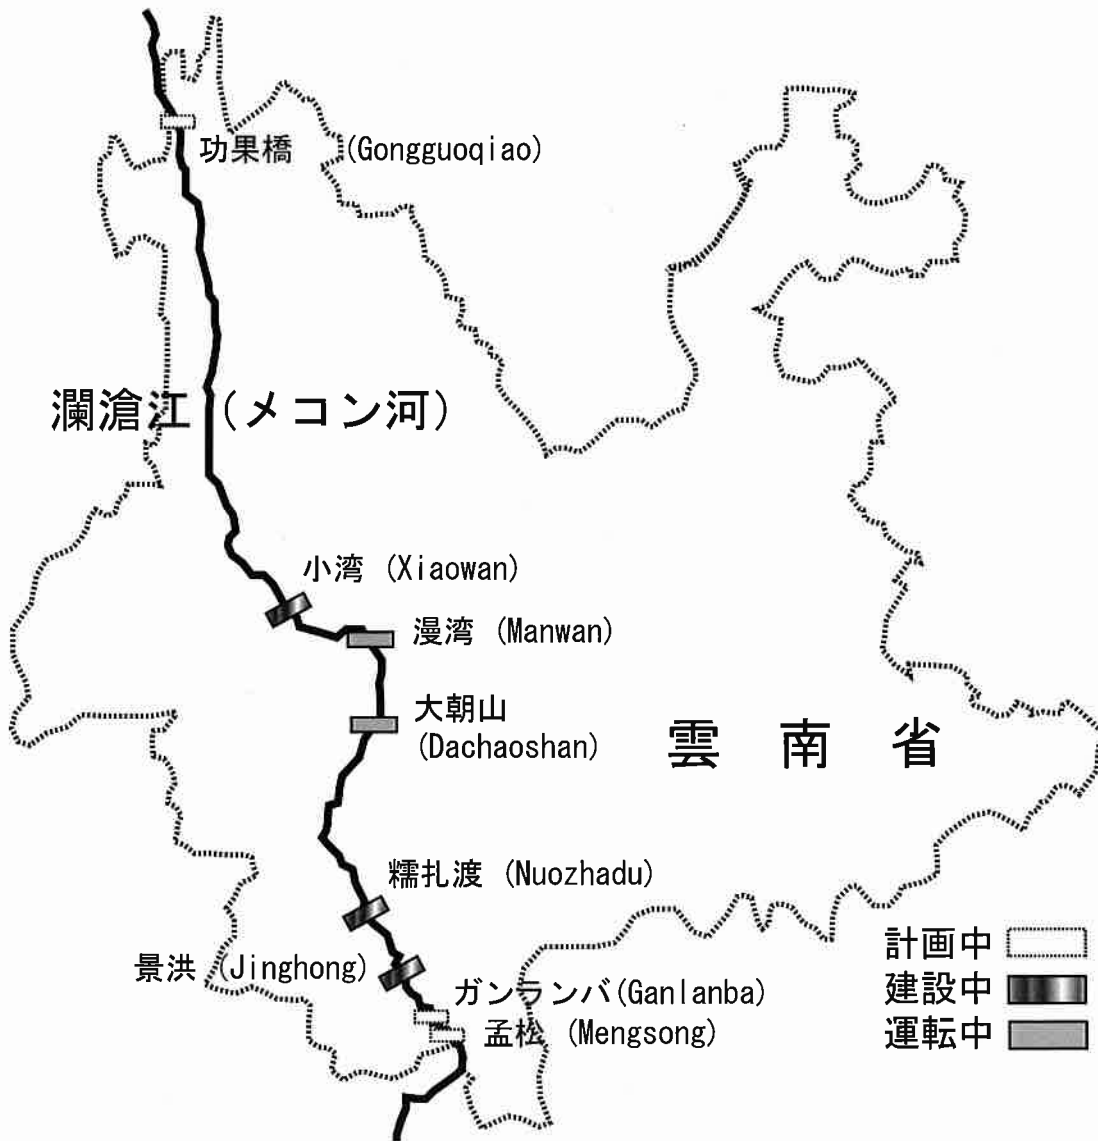 功果橋 (Gongguoqiao)
瀾滄江 (メコン河)
小湾 (Xiaowan)
漫湾 (Manwan)
大朝山
(Dachaoshan)
雲 南 省
糯扎渡 (Nuozhadu)
景洪 (Jinghong)
ガンランバ(Ganlanba)
孟松 (Mengsong)
計画中
建設中
運転中